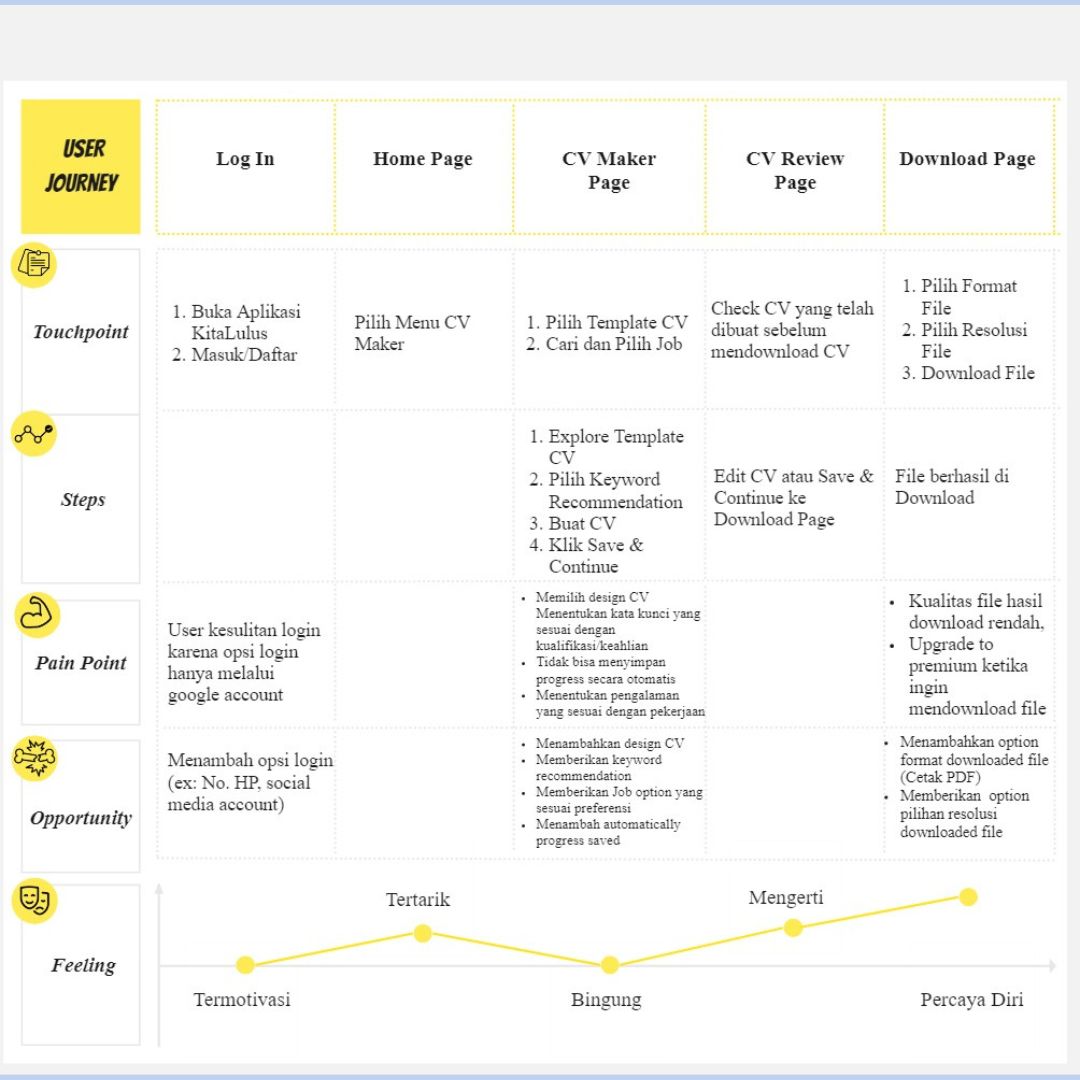 USER
JOURNEY
Log In
Home Page
CV Maker
Page
CV Review
Page
Download Page
Touchpoint
1. Buka Aplikasi
KitaLulus
2. Masuk/Daftar
Pilih Menu CV
Maker
1. Pilih Template CV
2. Cari dan Pilih Job
Check CV yang telah
dibuat sebelum
mendownload CV
1. Pilih Format
File
2. Pilih Resolusi
File
3. Download File
Steps
1. Explore Template
CV
2. Pilih Keyword
Recommendation
3. Buat CV
4. Klik Save &
Continue
Edit CV atau Save &
Continue ke
Download Page
File berhasil di
Download
Pain Point
User kesulitan login
karena opsi login
hanya melalui
google account
• Memilih design CV
Menentukan kata kunci yang
sesuai dengan
kualifikasi/keahlian
• Tidak bisa menyimpan
progress secara otomatis
• Menentukan pengalaman
yang sesuai dengan pekerjaan
• Kualitas file hasil
download rendah,
• Upgrade to
premium ketika
ingin
mendownload file
Opportunity
Menambah opsi login
(ex: No. HP, social
media account)
• Menambahkan design CV
• Memberikan keyword
recommendation
• Memberikan Job option yang
sesuai preferensi
• Menambah automatically
progress saved
• Menambahkan option
format downloaded file
(Cetak PDF)
• Memberikan option
pilihan resolusi
downloaded file
Feeling
Termotivasi
Tertarik
Bingung
Mengerti
Percaya Diri